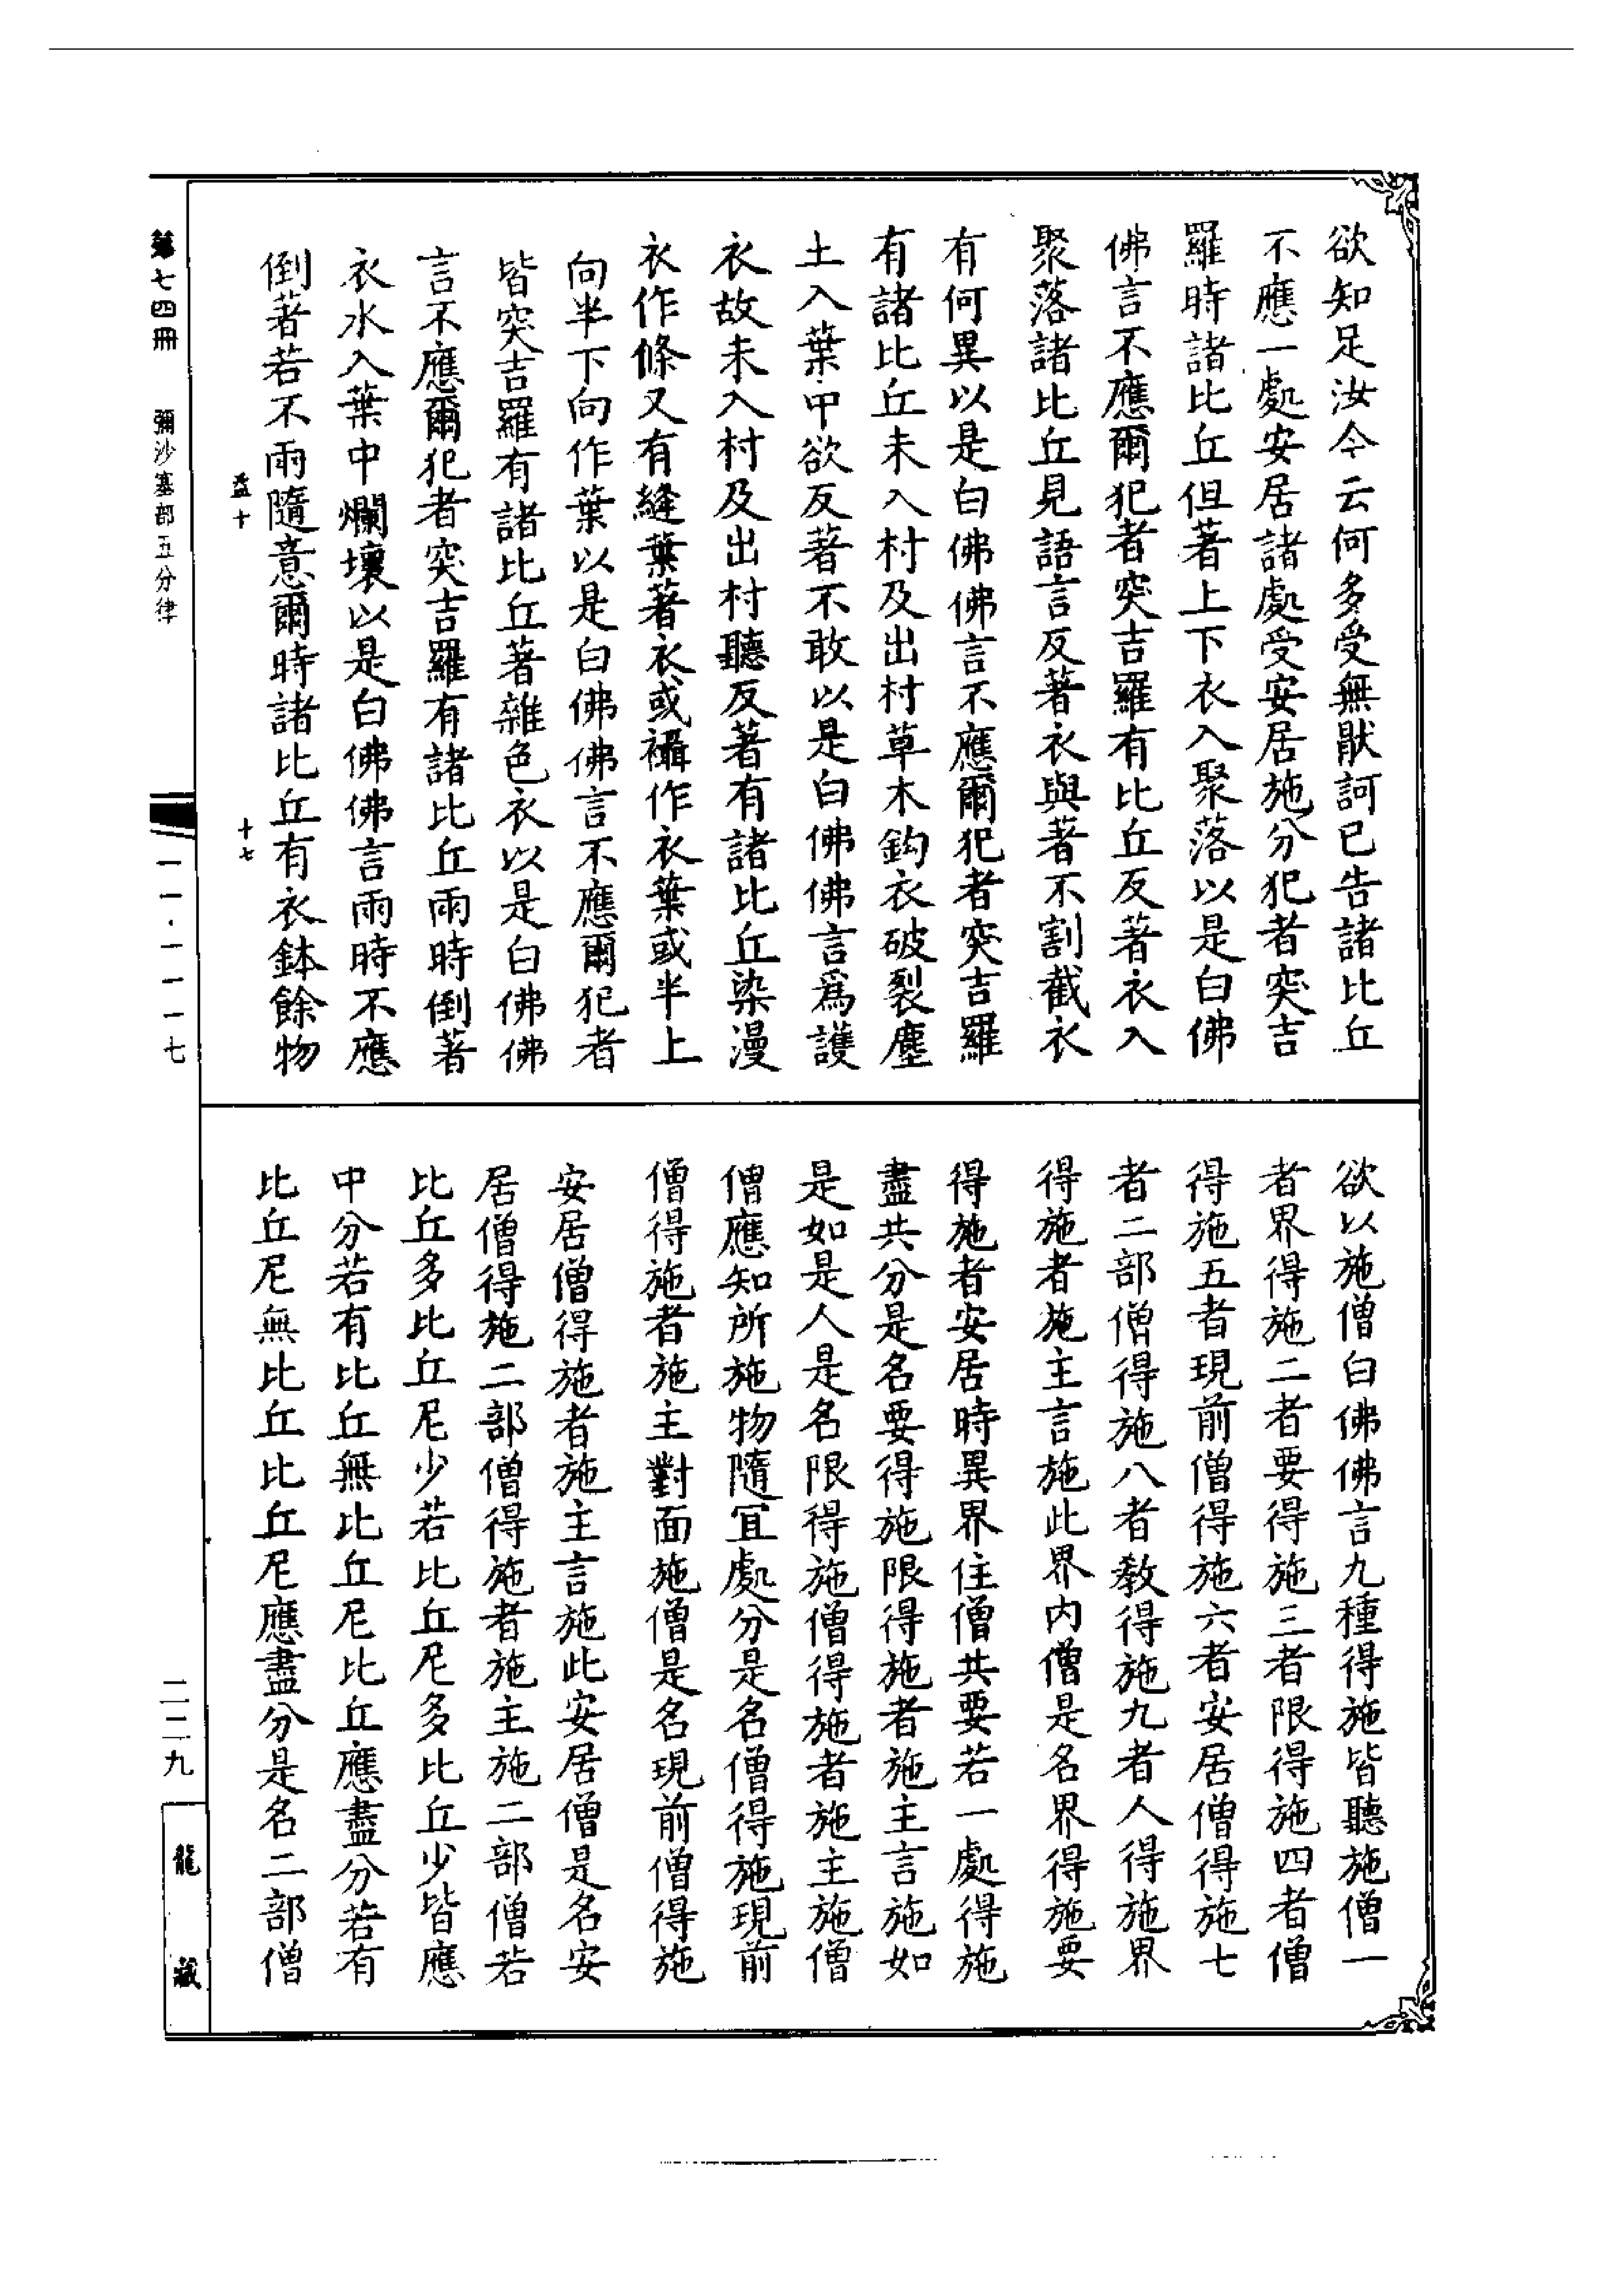 欲知足汝今云何多受無猒訶已告諸比丘
不應一處安居諸處受安居施分犯者突吉
羅時諸比丘但著上下衣入聚落以是白佛
佛言不應爾犯者突吉羅有比丘反著衣入
聚落諸比丘見語言反著衣與著不割截衣
有何異以是白佛佛言不應爾犯者突吉羅
有諸比丘未入村及出村草木鈎衣破裂塵
土入葉中欲反著不敢以是白佛佛言爲護
衣故未入村及出村聽反著有諸比丘染漫
衣作條又有縫葉著衣或襵作衣葉或半上
向半下向作葉以是白佛佛言不應爾犯者
皆突吉羅有諸比丘著雜色衣以是白佛佛
言不應爾犯者突吉羅有諸比丘雨時倒著
衣水入葉中爛壞以是白佛佛言雨時不應
倒著若不雨隨意爾時諸比丘有衣鉢餘物
益十
十七
欲以施僧白佛佛言九種得施皆聽施僧一
者界得施二者要得施三者限得施四者僧
得施五者現前僧得施六者安居僧得施七
者二部僧得施八者教得施九者人得施界
得施者施主言施此界内僧是名界得施要
得施者安居時異界住僧共要若一處得施
盡共分是名要得施限得施者施主言施如
是如是人是名限得施僧得施者施主施僧
僧應知所施物隨宜處分是名僧得施現前
僧得施者施主對面施僧是名現前僧得施
安居僧得施者施主言施此安居僧是名安
居僧得施二部僧得施者施主施二部僧若
比丘多比丘尼少若比丘尼多比丘少皆應
中分若有比丘無比丘尼比丘應盡分若有
比丘尼無比丘比丘尼應盡分是名二部僧
第七四冊　彌沙塞部五分律
一一·一一一七
二二九
龍藏